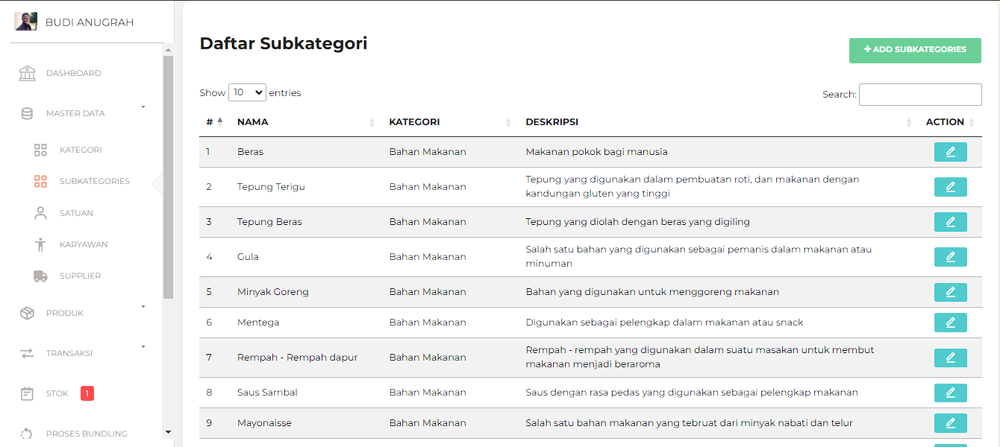 BUDI ANUGRAH
DASHBOARD
MASTER DATA
KATEGORI
SUBKATEGORIES
SATUAN
KARYAWAN
SUPPLIER
PRODUK
TRANSAKSI
STOK 1
PROSES BUNDLING
Daftar Subkategori
+ ADD SUBKATEGORIES
Show 10 entries
Search:
# NAMA KATEGORI DESKRIPSI ACTION
1 Beras Bahan Makanan Makanan pokok bagi manusia
2 Tepung Terigu Bahan Makanan Tepung yang digunakan dalam pembuatan roti, dan makanan dengan
kandungan gluten yang tinggi
3 Tepung Beras Bahan Makanan Tepung yang diolah dengan beras yang digiling
4 Gula Bahan Makanan Salah satu bahan yang digunakan sebagai pemanis dalam makanan atau
minuman
5 Minyak Goreng Bahan Makanan Bahan yang digunakan untuk menggoreng makanan
6 Mentega Bahan Makanan Digunakan sebagai pelengkap dalam makanan atau snack
7 Rempah - Rempah dapur Bahan Makanan Rempah - rempah yang digunakan dalam suatu masakan untuk membut
makanan menjadi beraroma
8 Saus Sambal Bahan Makanan Saus dengan rasa pedas yang digunakan sebagai pelengkap makanan
9 Mayonaisse Bahan Makanan Salah satu bahan makanan yang tebruat dari minyak nabati dan telur